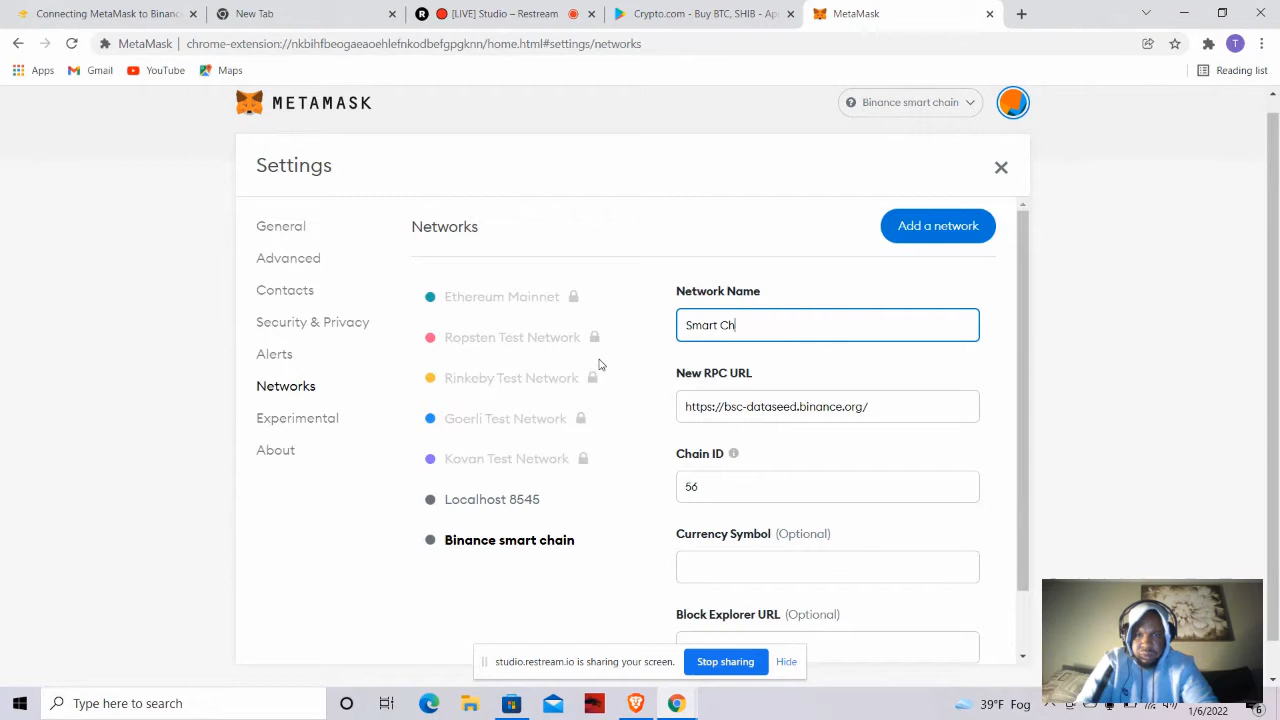 Connecting MetaMask to Binanc
New Tab
[LIVE] Studio – Restream
Crypto.com - Buy BTC, SHIB - Ap
MetaMask
MetaMask
chrome-extension://nkbihfbeogaeaoehlefnkodbefgpgknn/home.html#settings/networks
Apps
Gmail
YouTube
Maps
Reading list
METAMASK
Binance smart chain
Settings
General
Advanced
Contacts
Security & Privacy
Alerts
Networks
Experimental
About
Networks
Add a network
Ethereum Mainnet
Ropsten Test Network
Rinkeby Test Network
Goerli Test Network
Kovan Test Network
Localhost 8545
Binance smart chain
Network Name
Smart Ch
New RPC URL
https://bsc-dataseed.binance.org/
Chain ID
56
Currency Symbol (Optional)
Block Explorer URL (Optional)
studio.restream.io is sharing your screen.
Stop sharing
Hide
Type here to search
39°F Fog
1/6/2022